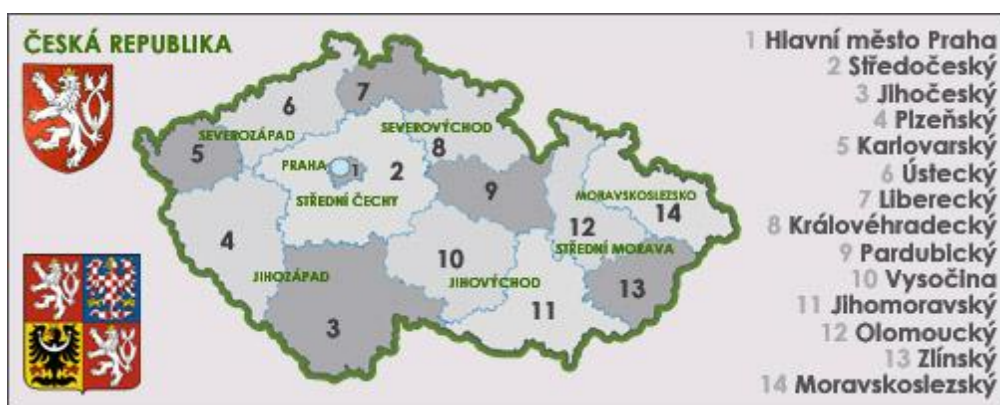 ČESKÁ REPUBLIKA
1 Hlavní město Praha
2 Středočeský
3 Jihočeský
4 Plzeňský
5 Karlovarský
6 Ústecký
7 Liberecký
8 Královéhradecký
9 Pardubický
10 Vysočina
11 Jihomoravský
12 Olomoucký
13 Zlínský
14 Moravskoslezský
7
6
SEVEROZÁPAD
SEVEROVÝCHOD
5
8
PRAHA
1
2
9
STŘEDNÍ ČECHY
MORAVSKOSLEZSKO
14
12
4
10
STŘEDNÍ MORAVA
JIHOZÁPAD
JIHOVÝCHOD
13
11
3